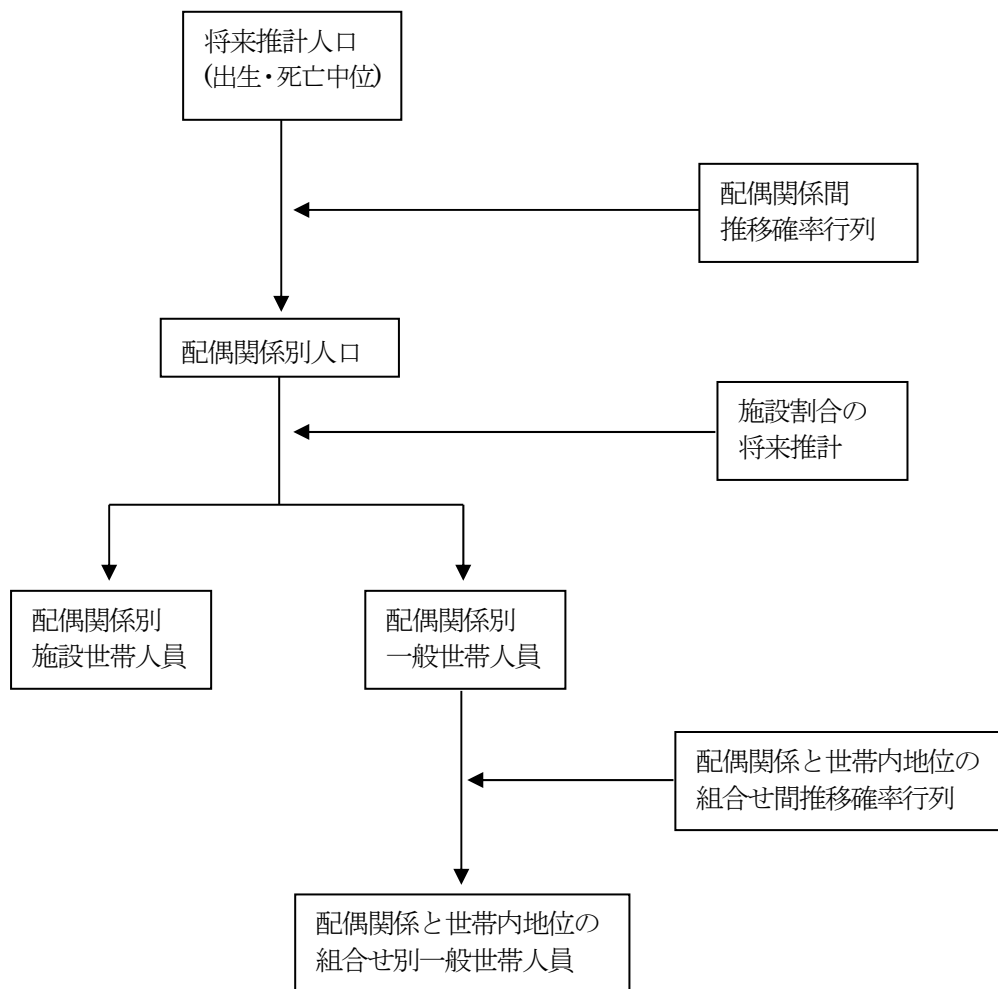 将来推計人口
(出生・死亡中位)
配偶関係間
推移確率行列
配偶関係別人口
施設割合の
将来推計
配偶関係別
施設世帯人員
配偶関係別
一般世帯人員
配偶関係と世帯内地位の
組合せ間推移確率行列
配偶関係と世帯内地位の
組合せ別一般世帯人員